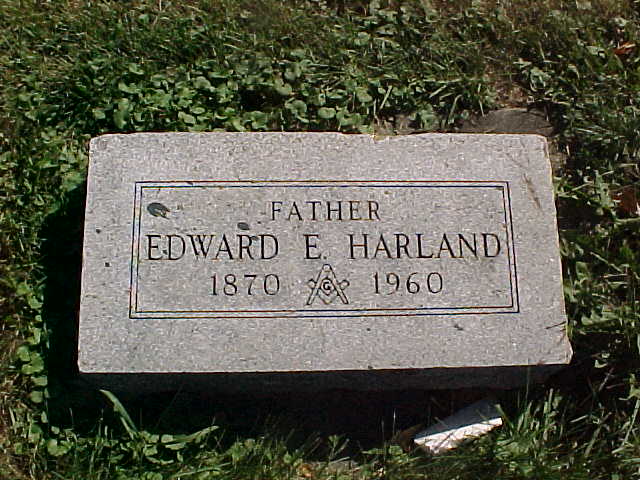 FATHER
EDWARD E. HARLAND
1870 G 1960